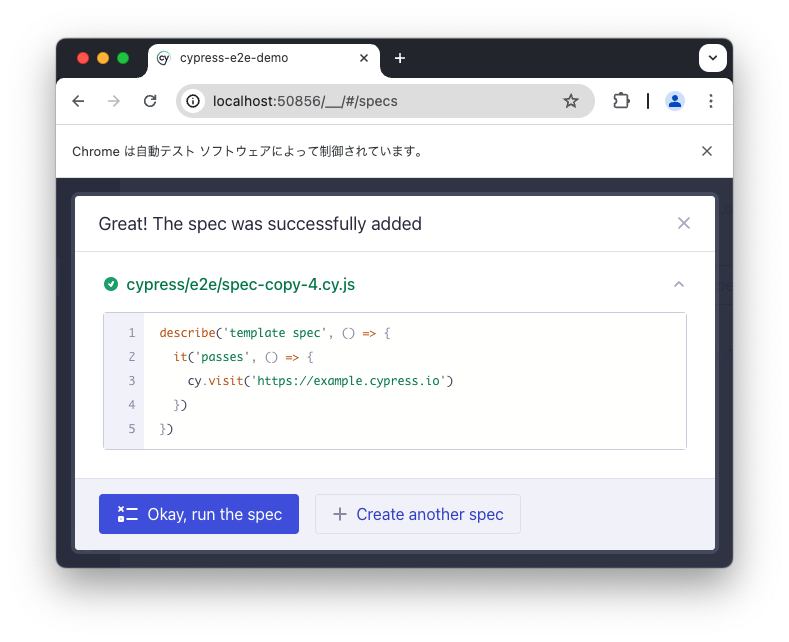 cypress-e2e-demo
localhost:50856/__/#/specs
Chrome は自動テスト ソフトウェアによって制御されています。
Great! The spec was successfully added
cypress/e2e/spec-copy-4.cy.js
1 describe('template spec', () => {
2   it('passes', () => {
3     cy.visit('https://example.cypress.io')
4   })
5 })
Okay, run the spec
Create another spec